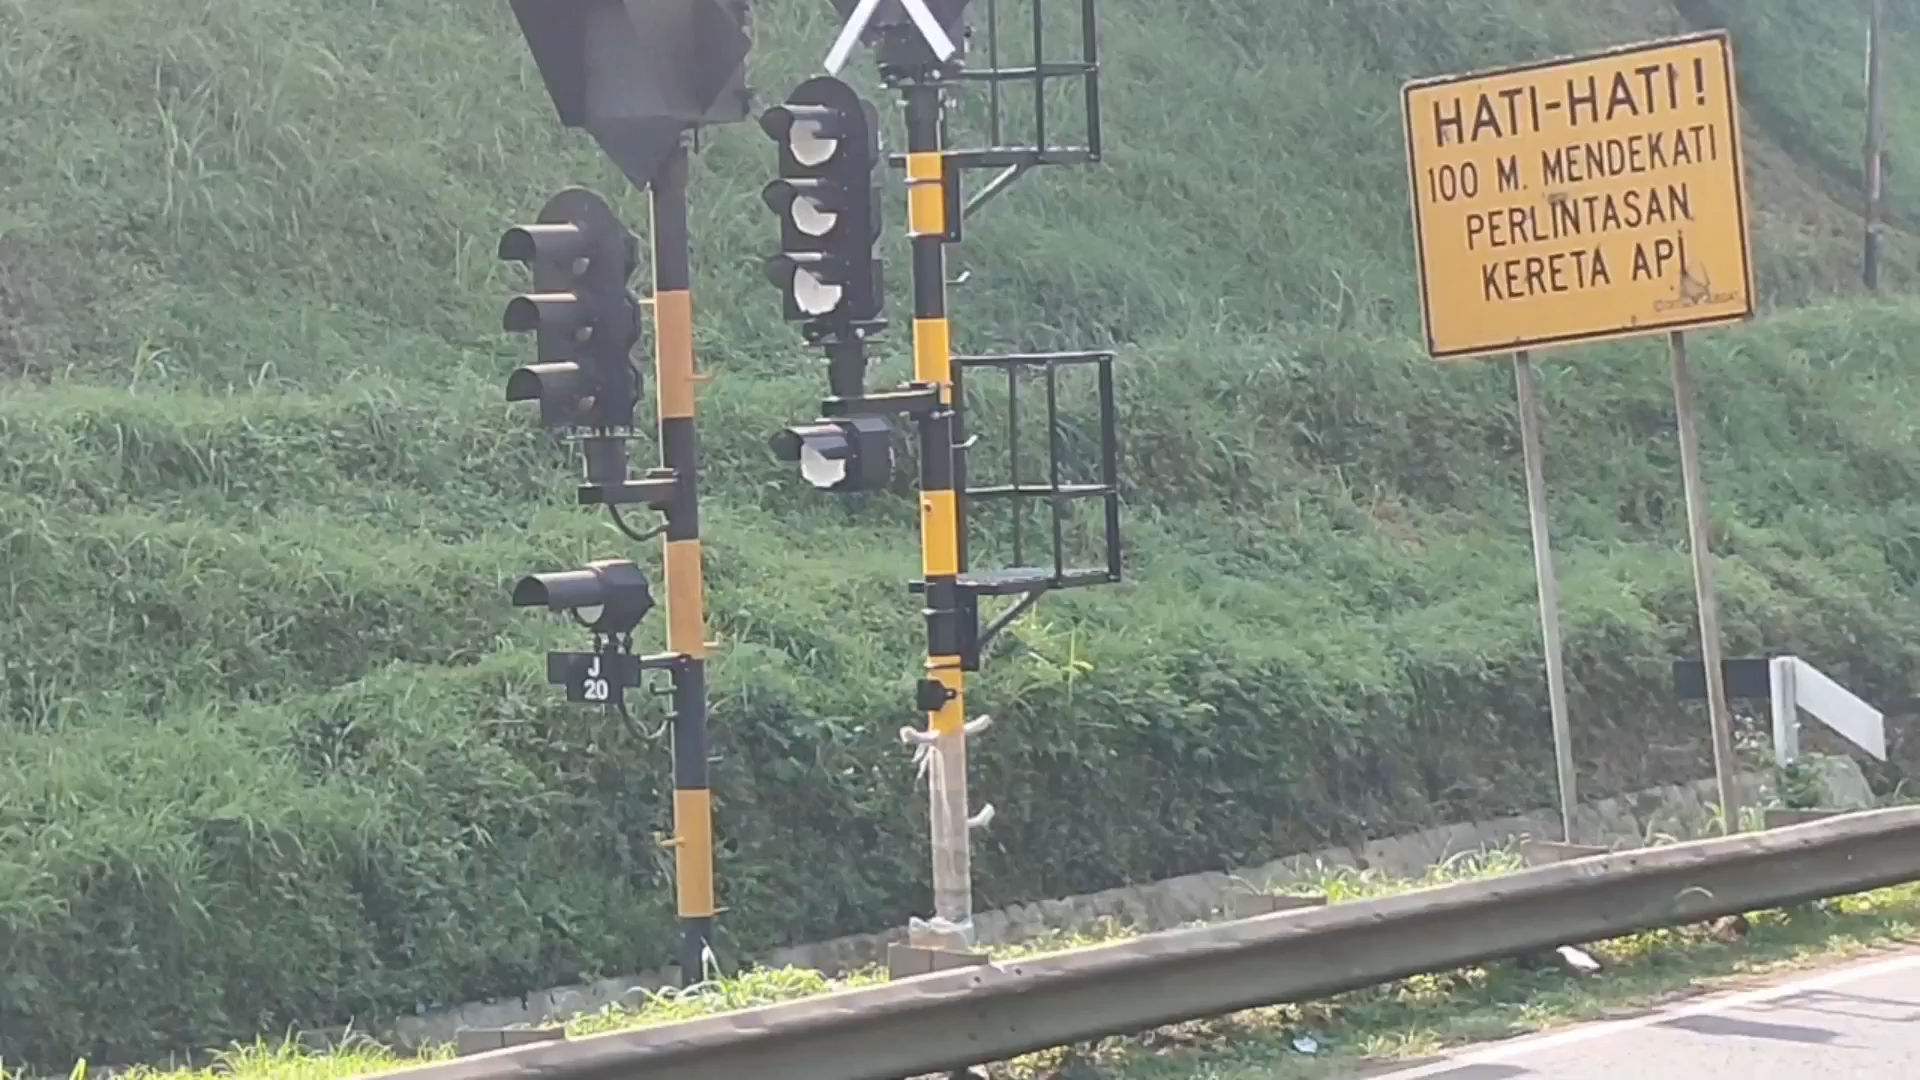 HATI-HATI!
100 M. MENDEKATI
PERLINTASAN
KERETA API
J
20